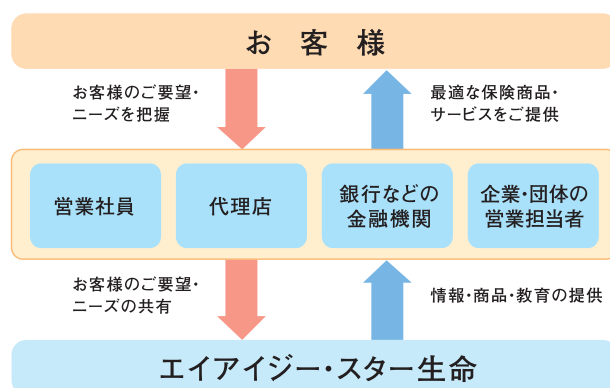 お 客 様
お客様のご要望・
ニーズを把握
最適な保険商品・
サービスをご提供
営業社員
代理店
銀行などの
金融機関
企業・団体の
営業担当者
お客様のご要望・
ニーズの共有
情報・商品・教育の提供
エイアイジー・スター生命